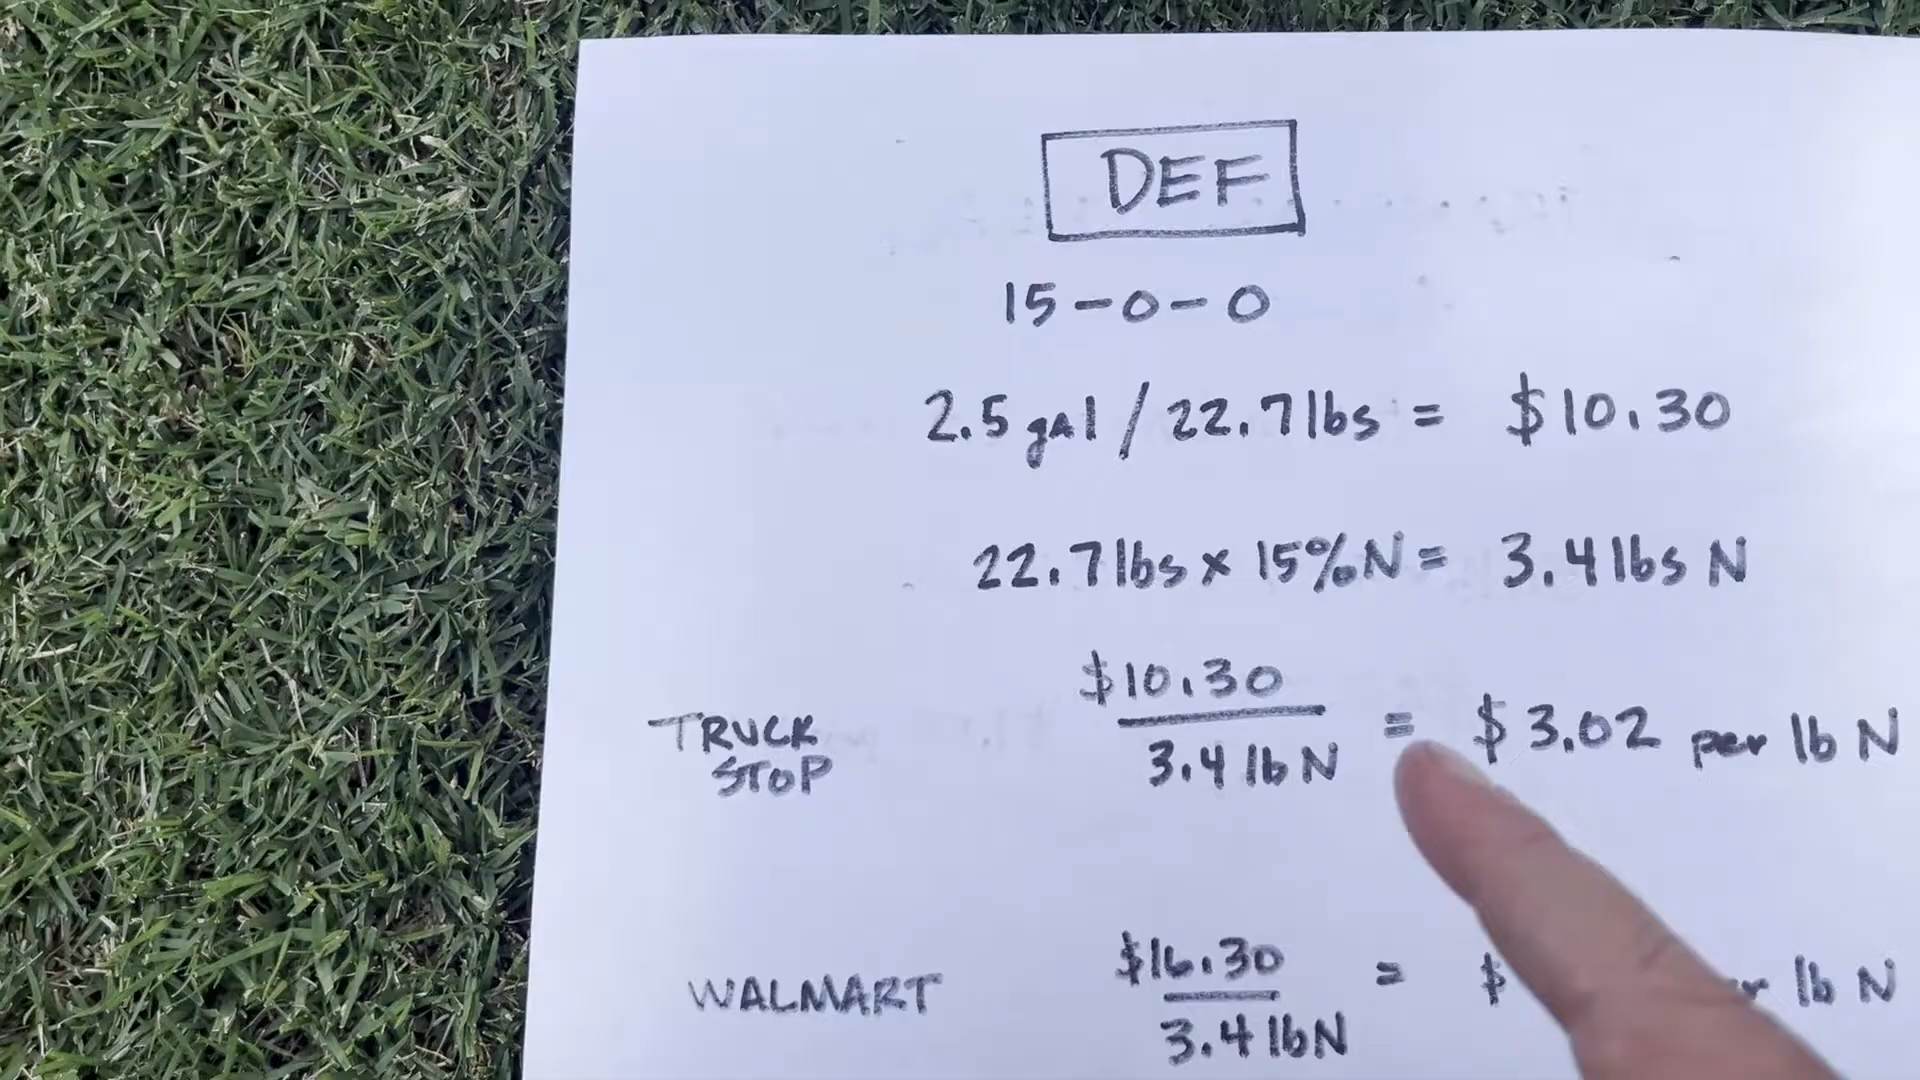 DEF
15-0-0
2.5 gal / 22.7 lbs = $10.30
22.7 lbs x 15% N = 3.4 lbs N
TRUCK STOP $10.30 / 3.4 lb N = $3.02 per lb N
WALMART $16.30 / 3.4 lb N = $ lb N